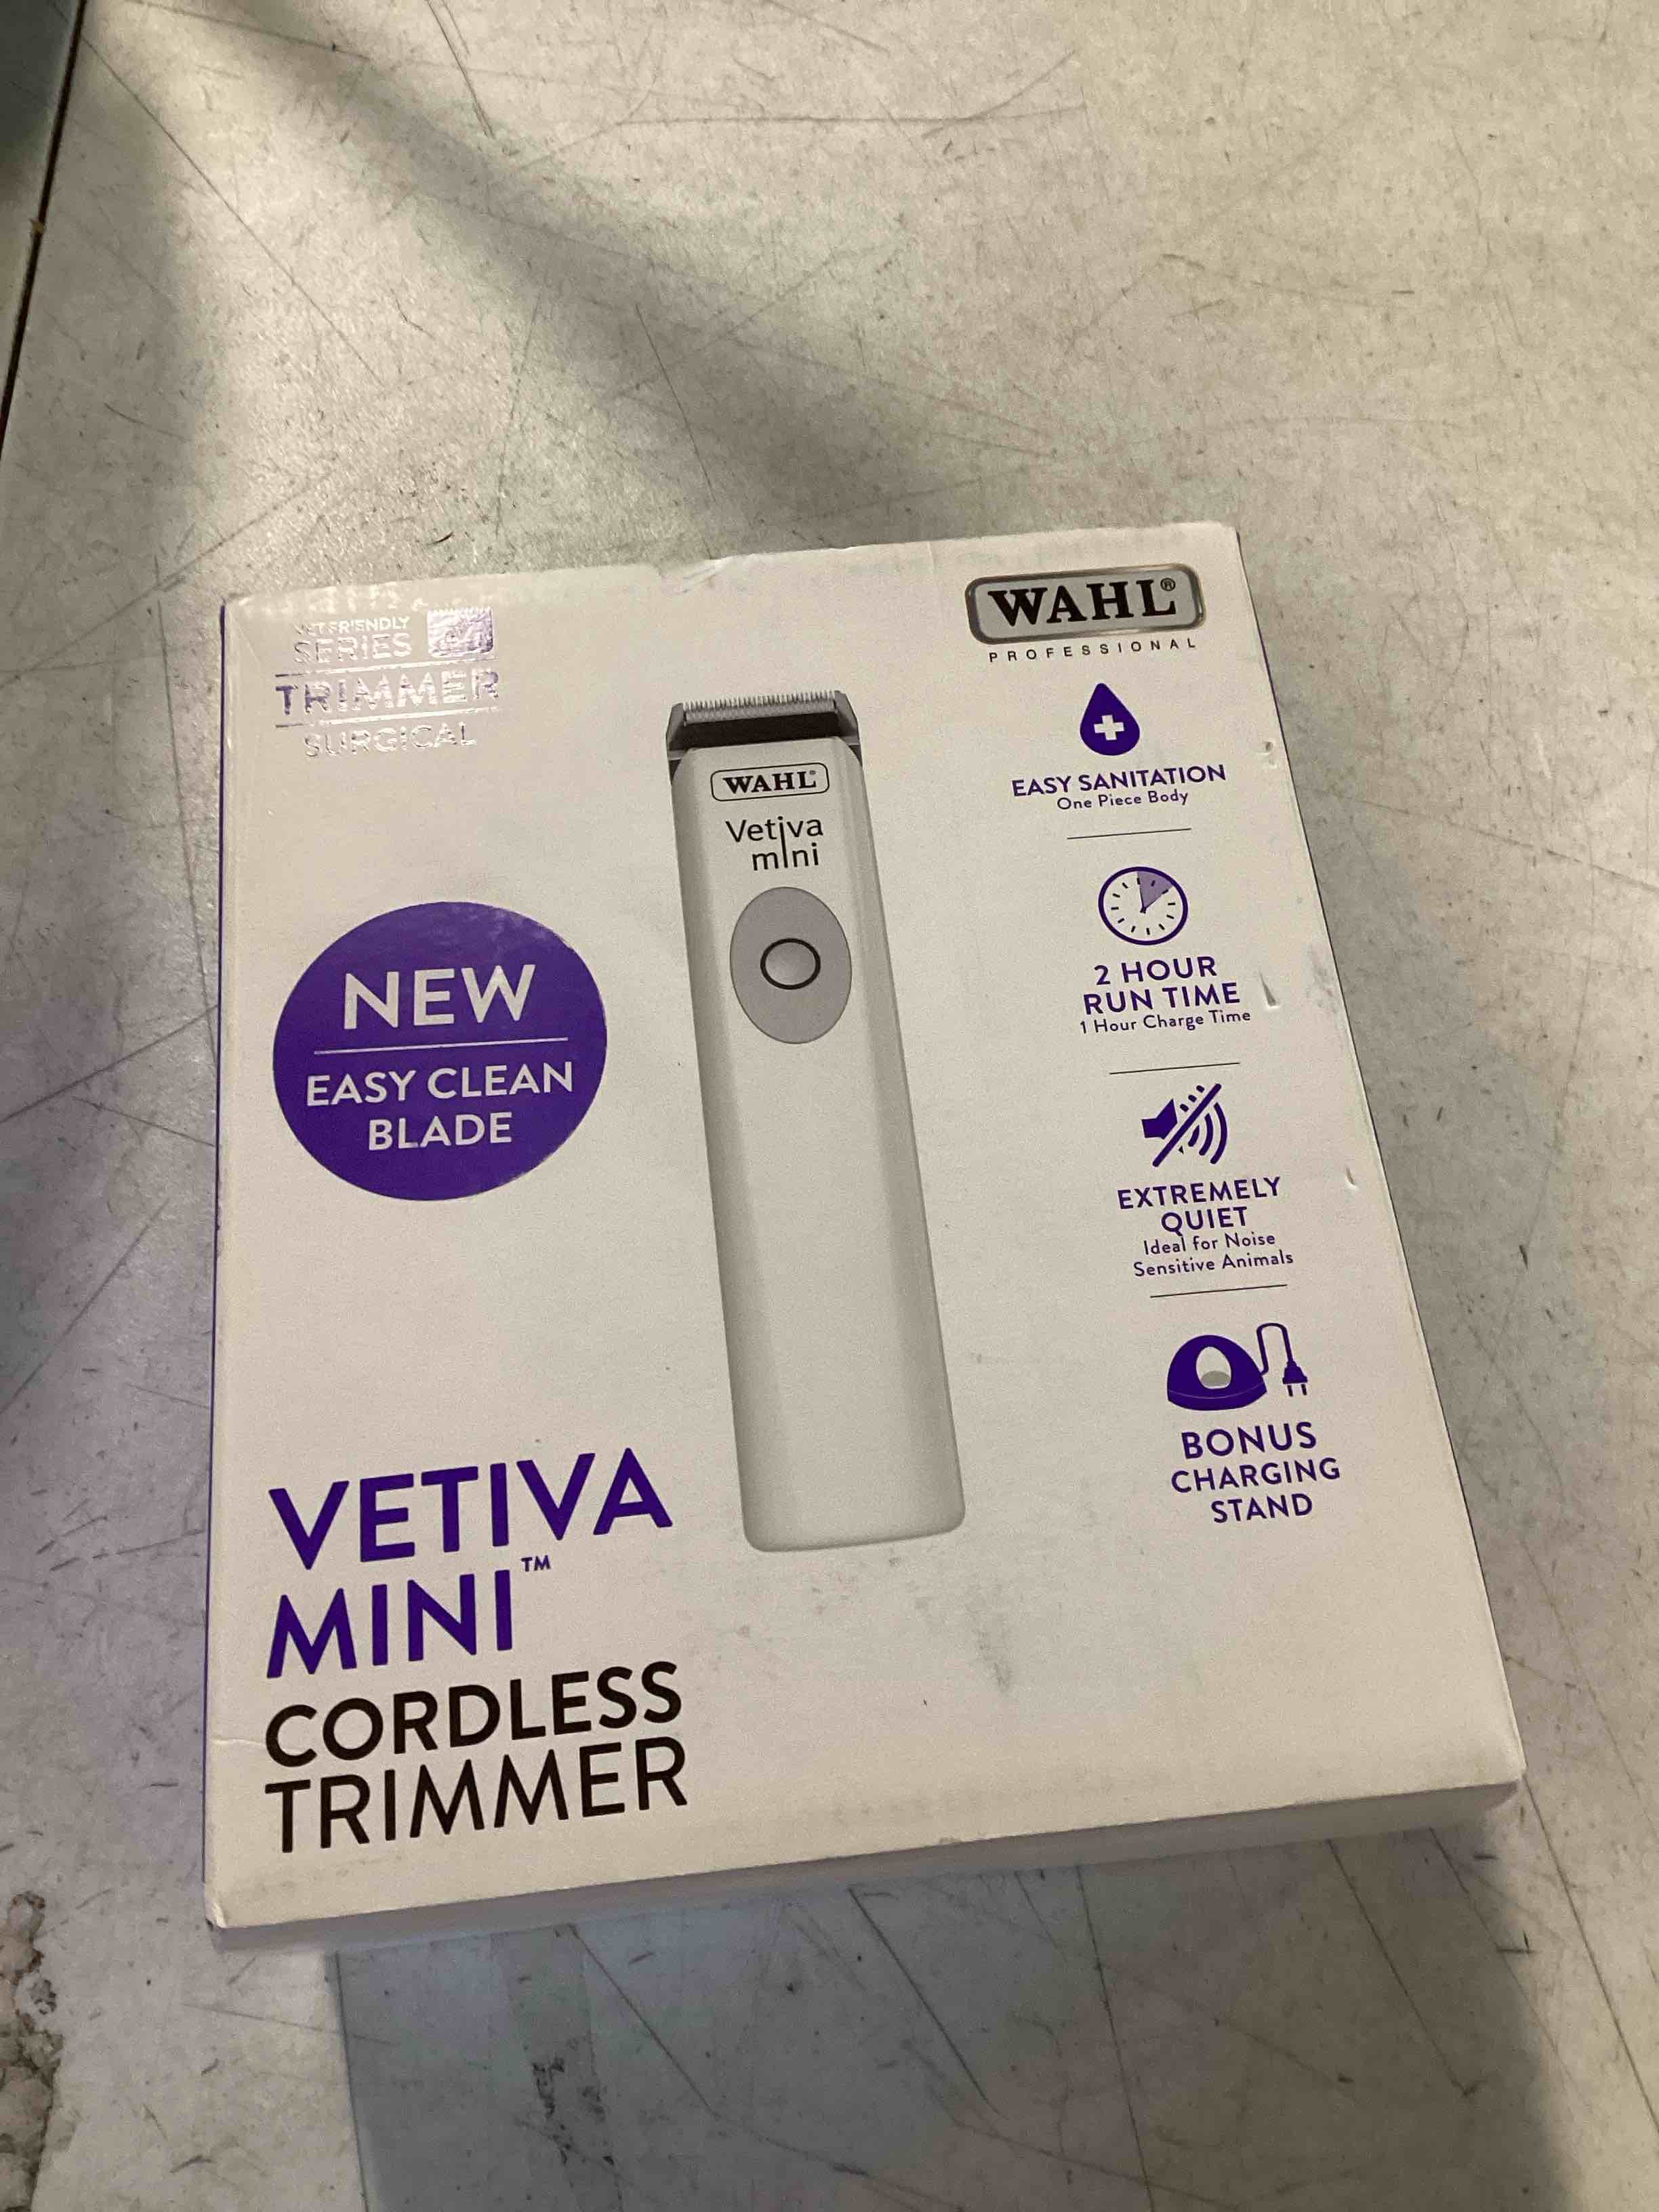 VET FRIENDLY
SERIES
TRIMMER
SURGICAL
WAHL®
PROFESSIONAL
WAHL®
Vetiva
mini
NEW
EASY CLEAN
BLADE
EASY SANITATION
One Piece Body
2 HOUR
RUN TIME
1 Hour Charge Time
EXTREMELY
QUIET
Ideal for Noise
Sensitive Animals
BONUS
CHARGING
STAND
VETIVA
MINI™
CORDLESS
TRIMMER